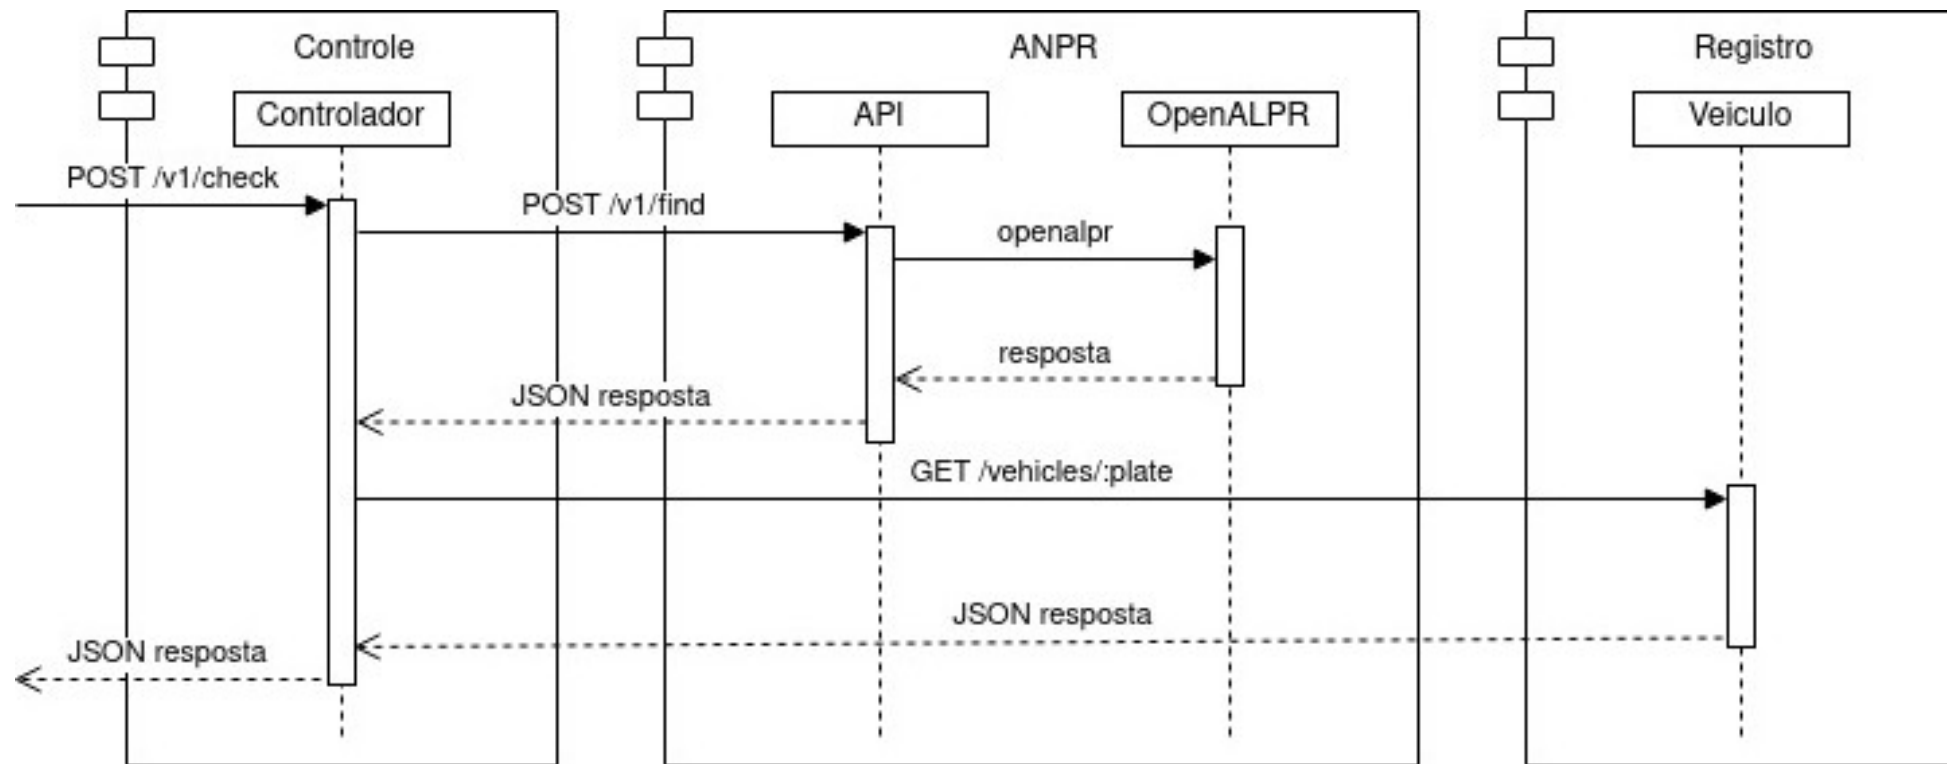 Controle
ANPR
Registro
Controlador
API
OpenALPR
Veiculo
POST /v1/check
POST /v1/find
openalpr
resposta
JSON resposta
GET /vehicles/:plate
JSON resposta
JSON resposta